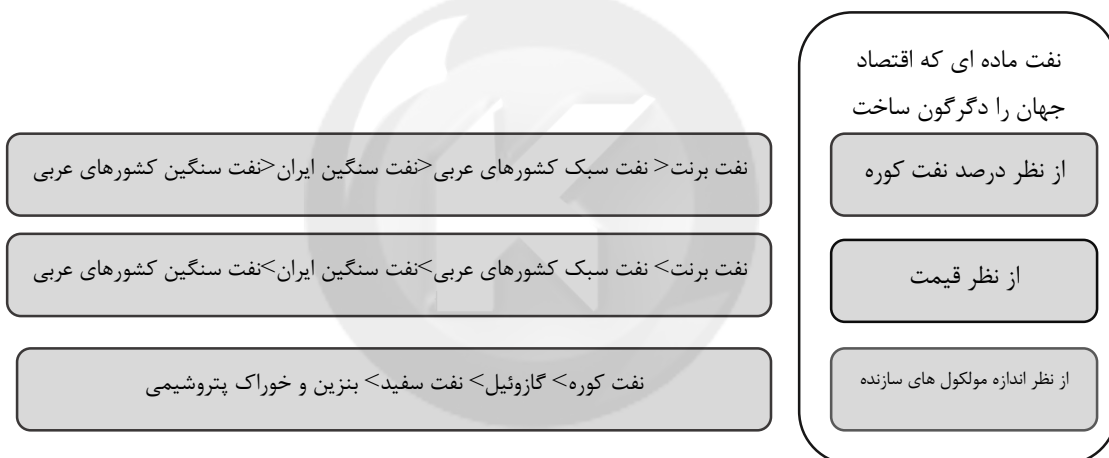 نفت ماده ای که اقتصاد
جهان را دگرگون ساخت
از نظر درصد نفت کوره
نفت برنت< نفت سبک کشورهای عربی<نفت سنگین ایران<نفت سنگین کشورهای عربی
از نظر قیمت
نفت برنت> نفت سبک کشورهای عربی>نفت سنگین ایران>نفت سنگین کشورهای عربی
از نظر اندازه مولکول های سازنده
نفت کوره> گازوئیل> نفت سفید> بنزین و خوراک پتروشیمی